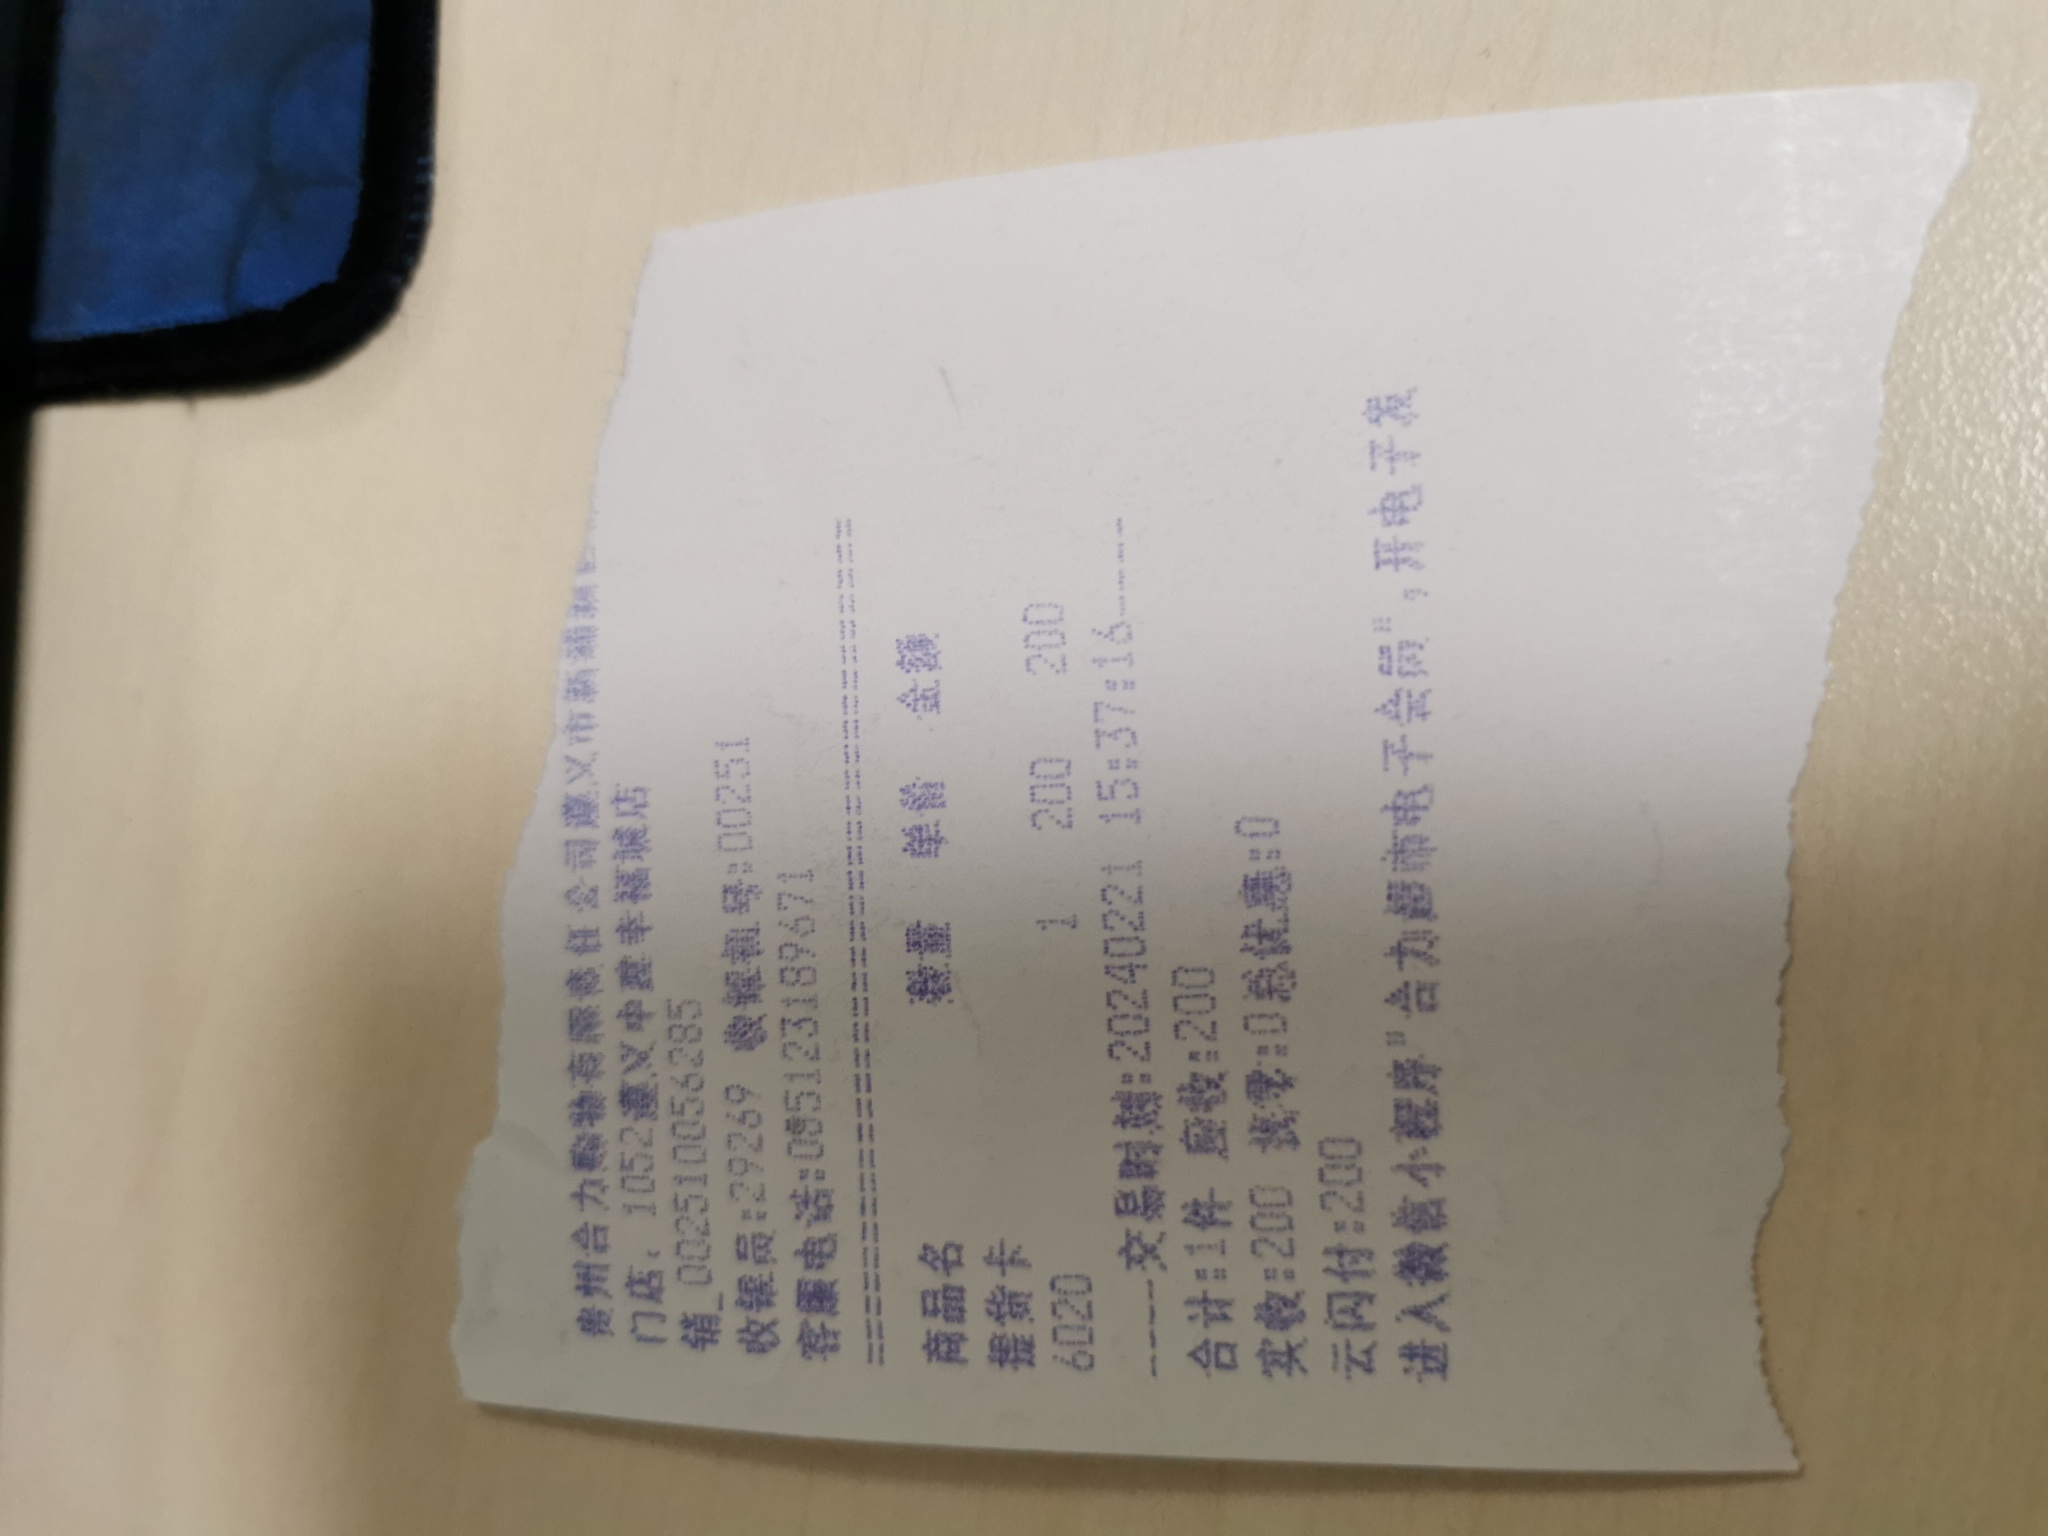 贵州合力购物有限责任公司遵义市新蒲新
门店: 1052遵义中建幸福城店
销_002510056285
收银员:29269 收银机号:00251
客服电话:085123189671
================================
商品名 数量 单价 金额
提货卡
6020 1 200 200
----交易时刻:20240221 15:37:16----
合计:1件 应收:200
实收:200 找零:0总优惠:0
云闪付:200
进入微信小程序"合力超市电子会员",开电子发